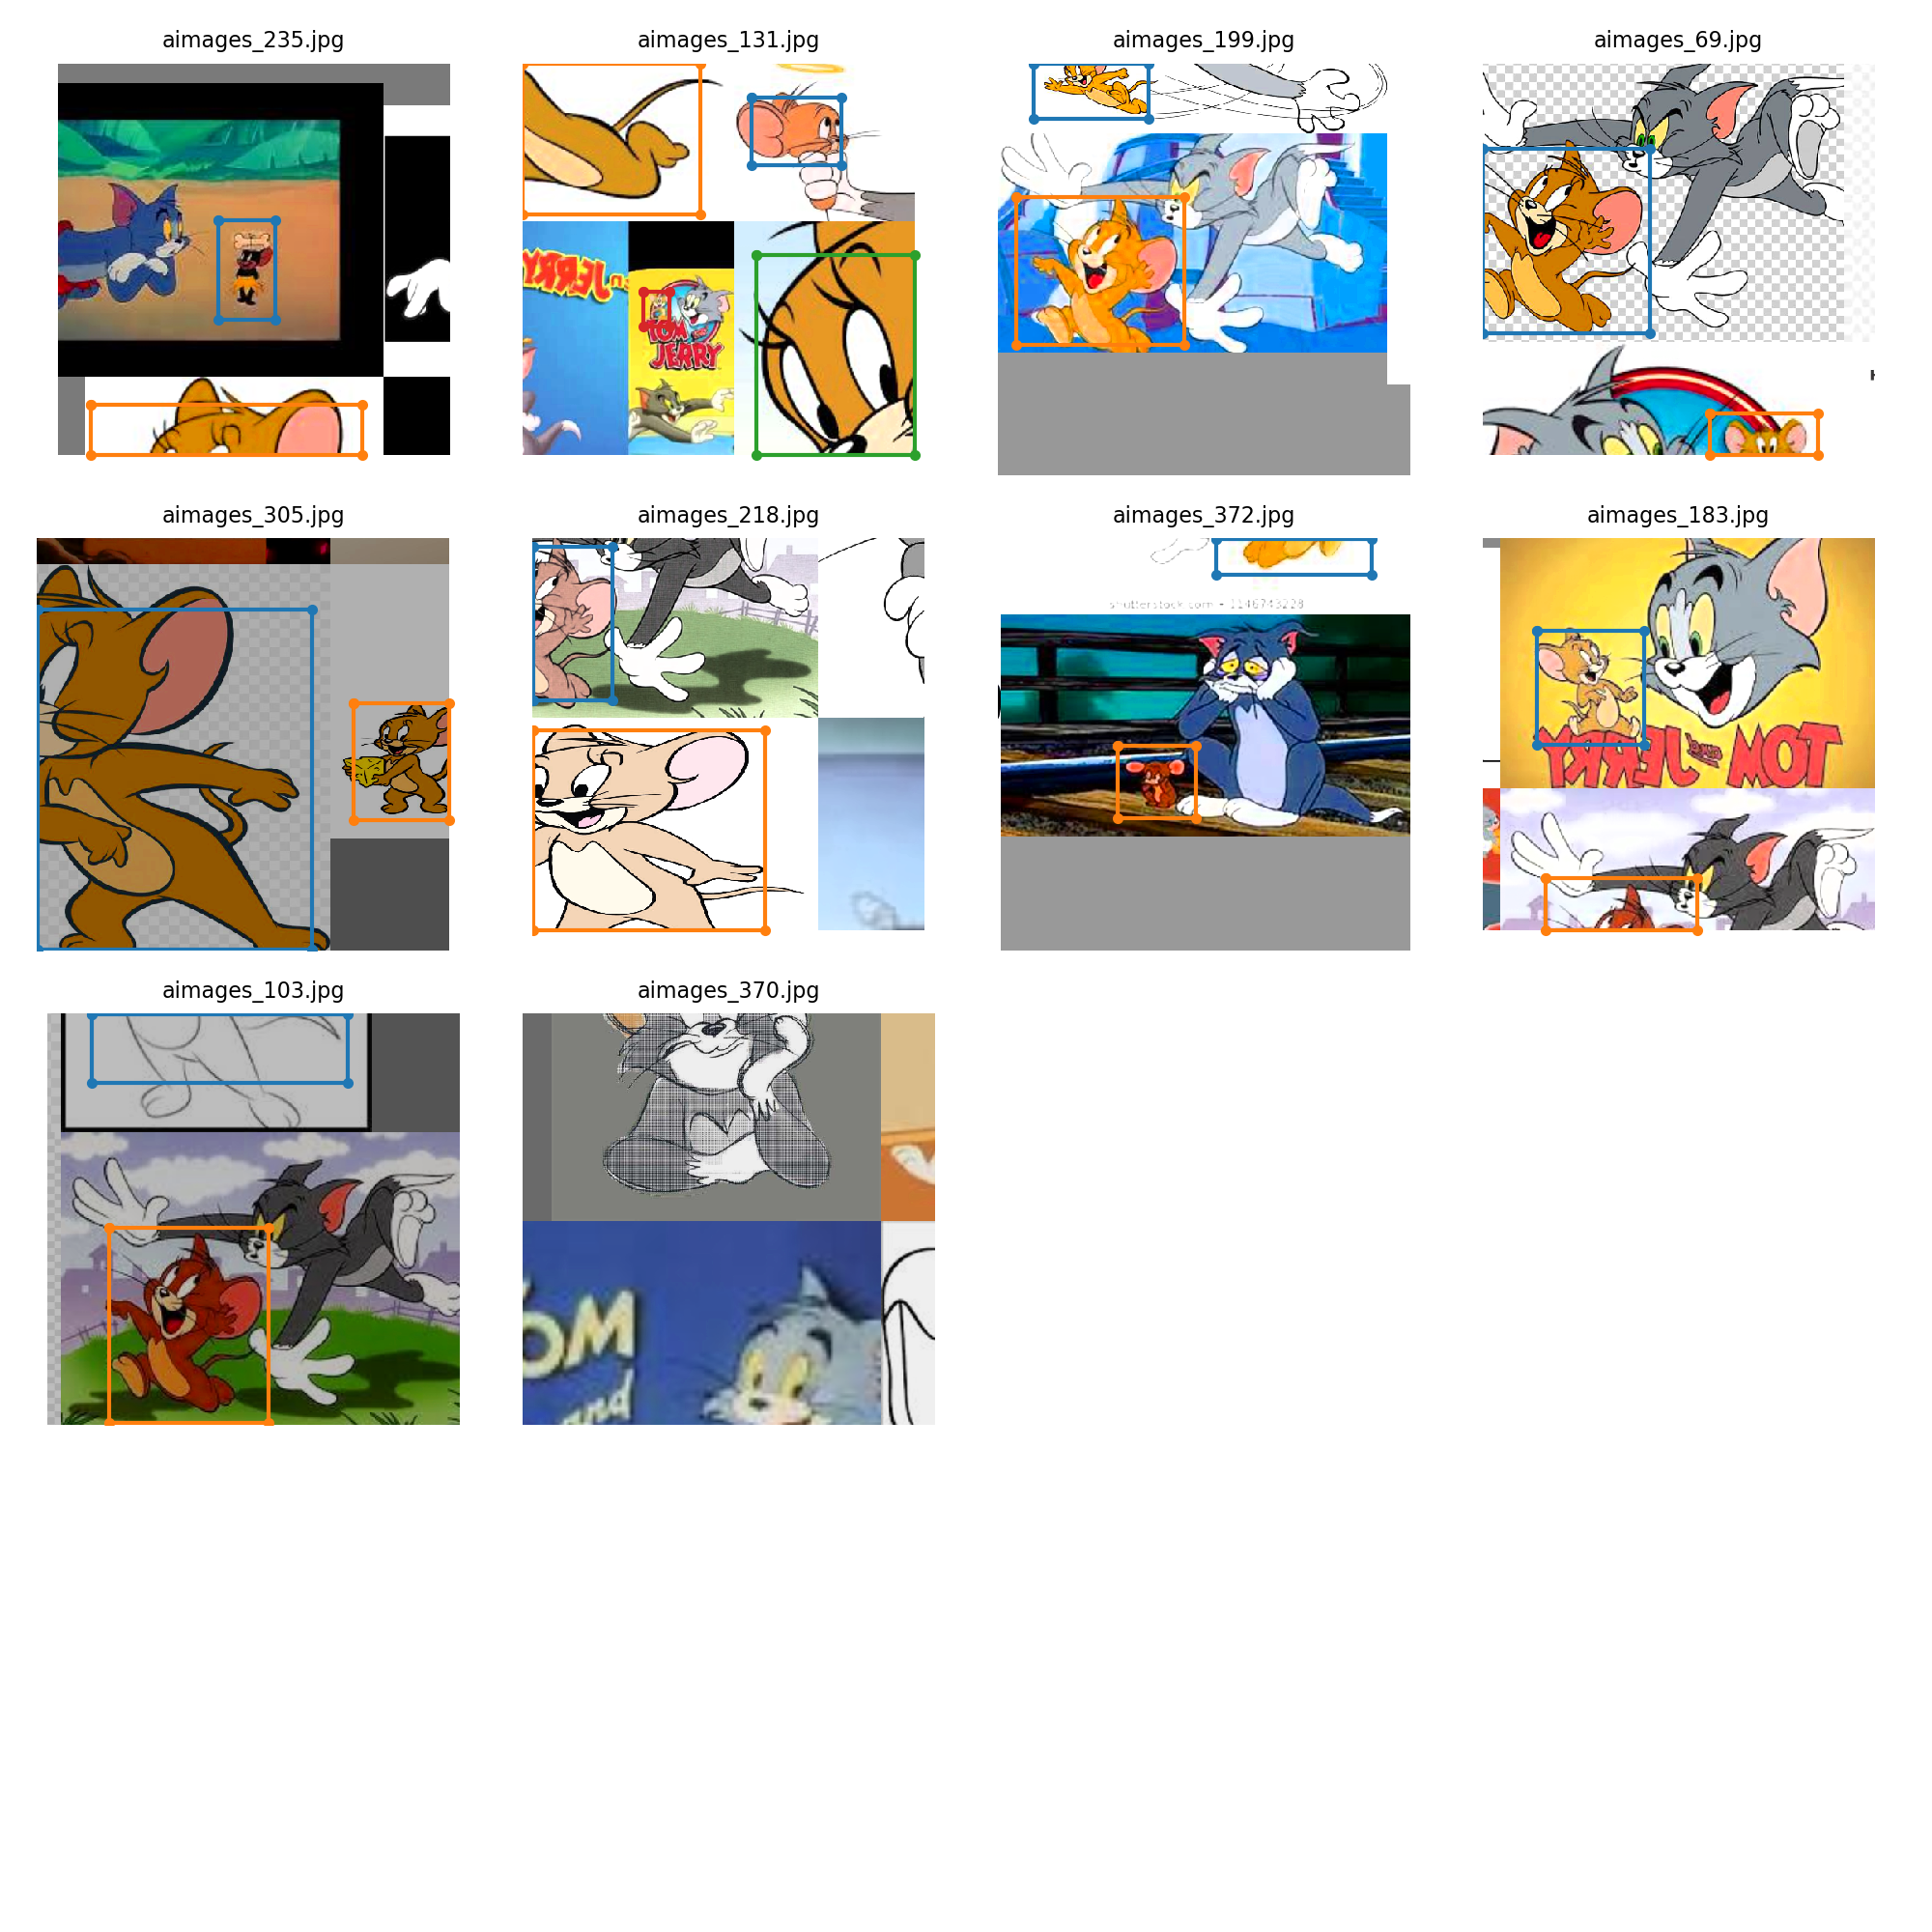 aimages_235.jpg
aimages_131.jpg
aimages_199.jpg
aimages_69.jpg
JERRY
TOM
JERRY
aimages_305.jpg
aimages_218.jpg
aimages_372.jpg
aimages_183.jpg
shutterstock.com • 1146743228
TOM and JERRY
aimages_103.jpg
aimages_370.jpg
OM
and